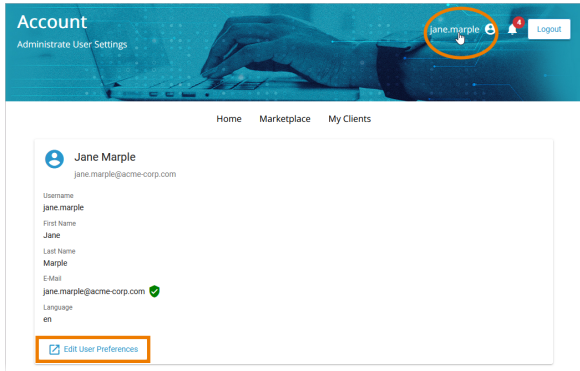 Account
Administrate User Settings
jane.marple
4
Logout
Home Marketplace My Clients
Jane Marple
jane.marple@acme-corp.com
Username
jane.marple
First Name
Jane
Last Name
Marple
E-Mail
jane.marple@acme-corp.com
Language
en
Edit User Preferences